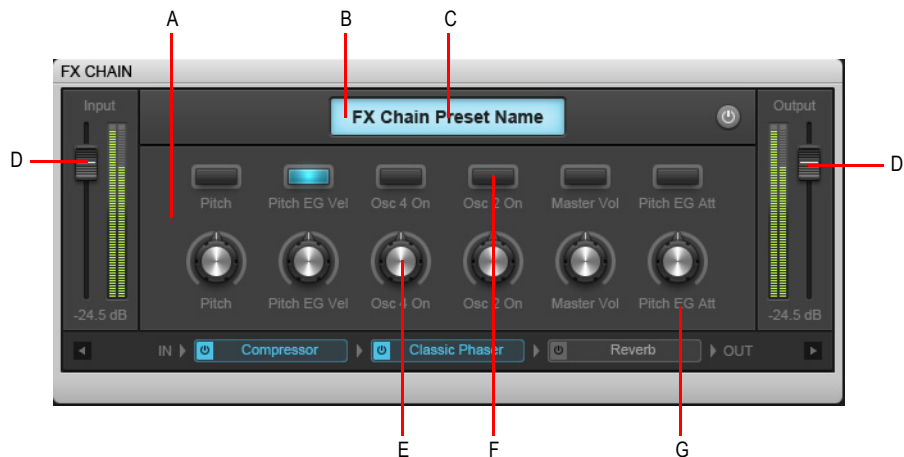 A B C
FX CHAIN
Input FX Chain Preset Name Output
D D
Pitch Pitch EG Vel Osc 4 On Osc 2 On Master Vol Pitch EG Att
Pitch Pitch EG Vel Osc 4 On Osc 2 On Master Vol Pitch EG Att
-24.5 dB -24.5 dB
IN Compressor Classic Phaser Reverb OUT
E F G